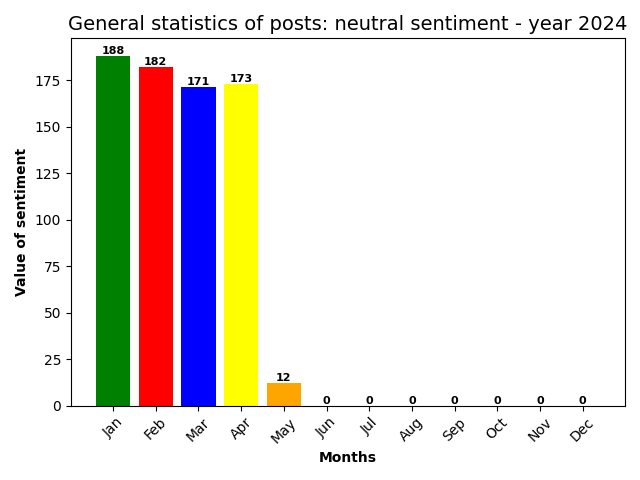 General statistics of posts: neutral sentiment - year 2024
188
182
171
173
12
0
0
0
0
0
0
0
175
150
125
100
75
50
25
0
Value of sentiment
Jan
Feb
Mar
Apr
May
Jun
Jul
Aug
Sep
Oct
Nov
Dec
Months